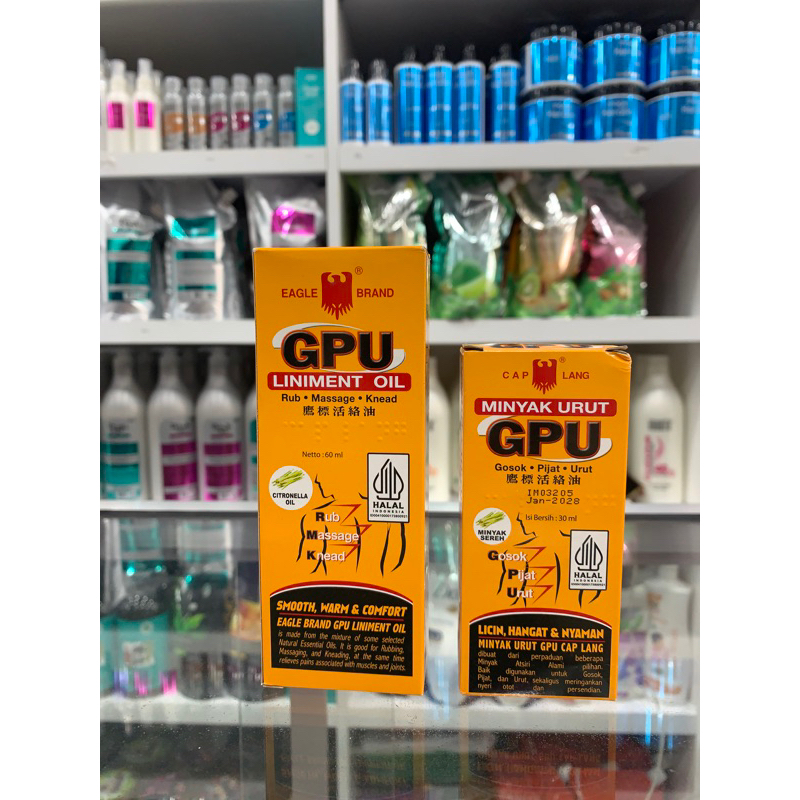 EAGLE BRAND ®
GPU
LINIMENT OIL
Rub • Massage • Knead
鷹標活絡油
Netto : 60 ml
CITRONELLA
OIL
HALAL
INDONESIA
Rub
Massage
Knead
SMOOTH, WARM & COMFORT
EAGLE BRAND GPU LINIMENT OIL
is made from the mixture of some selected
Natural Essential Oils. It is good for Rubbing,
Massaging, and Kneading, at the same time
relieves pains associated with muscles and joints.
CAP LANG ®
MINYAK URUT
GPU
Gosok • Pijat • Urut
鷹標活絡油
IM03205
Jan-2028
Isi Bersih : 30 ml
MINYAK
SEREH
HALAL
INDONESIA
Gosok
Pijat
Urut
LICIN, HANGAT & NYAMAN
MINYAK URUT GPU CAP LANG
dibuat dari perpaduan beberapa
Minyak Atsiri Alami pilihan.
Baik digunakan untuk Gosok,
Pijat, dan Urut, sekaligus meringankan
nyeri otot dan persendian.